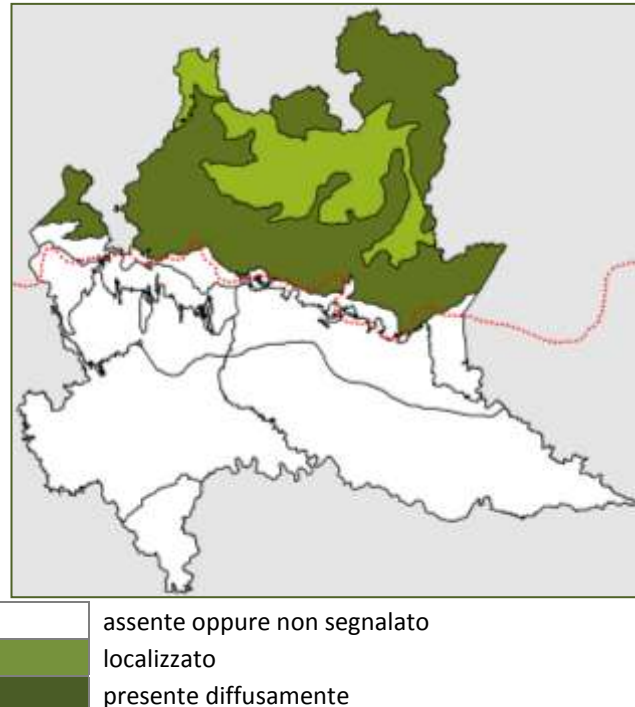 assente oppure non segnalato
localizzato
presente diffusamente